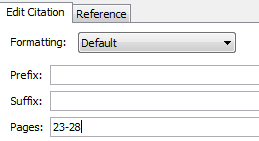 Edit Citation Reference
Formatting: Default
Prefix:
Suffix:
Pages: 23-28